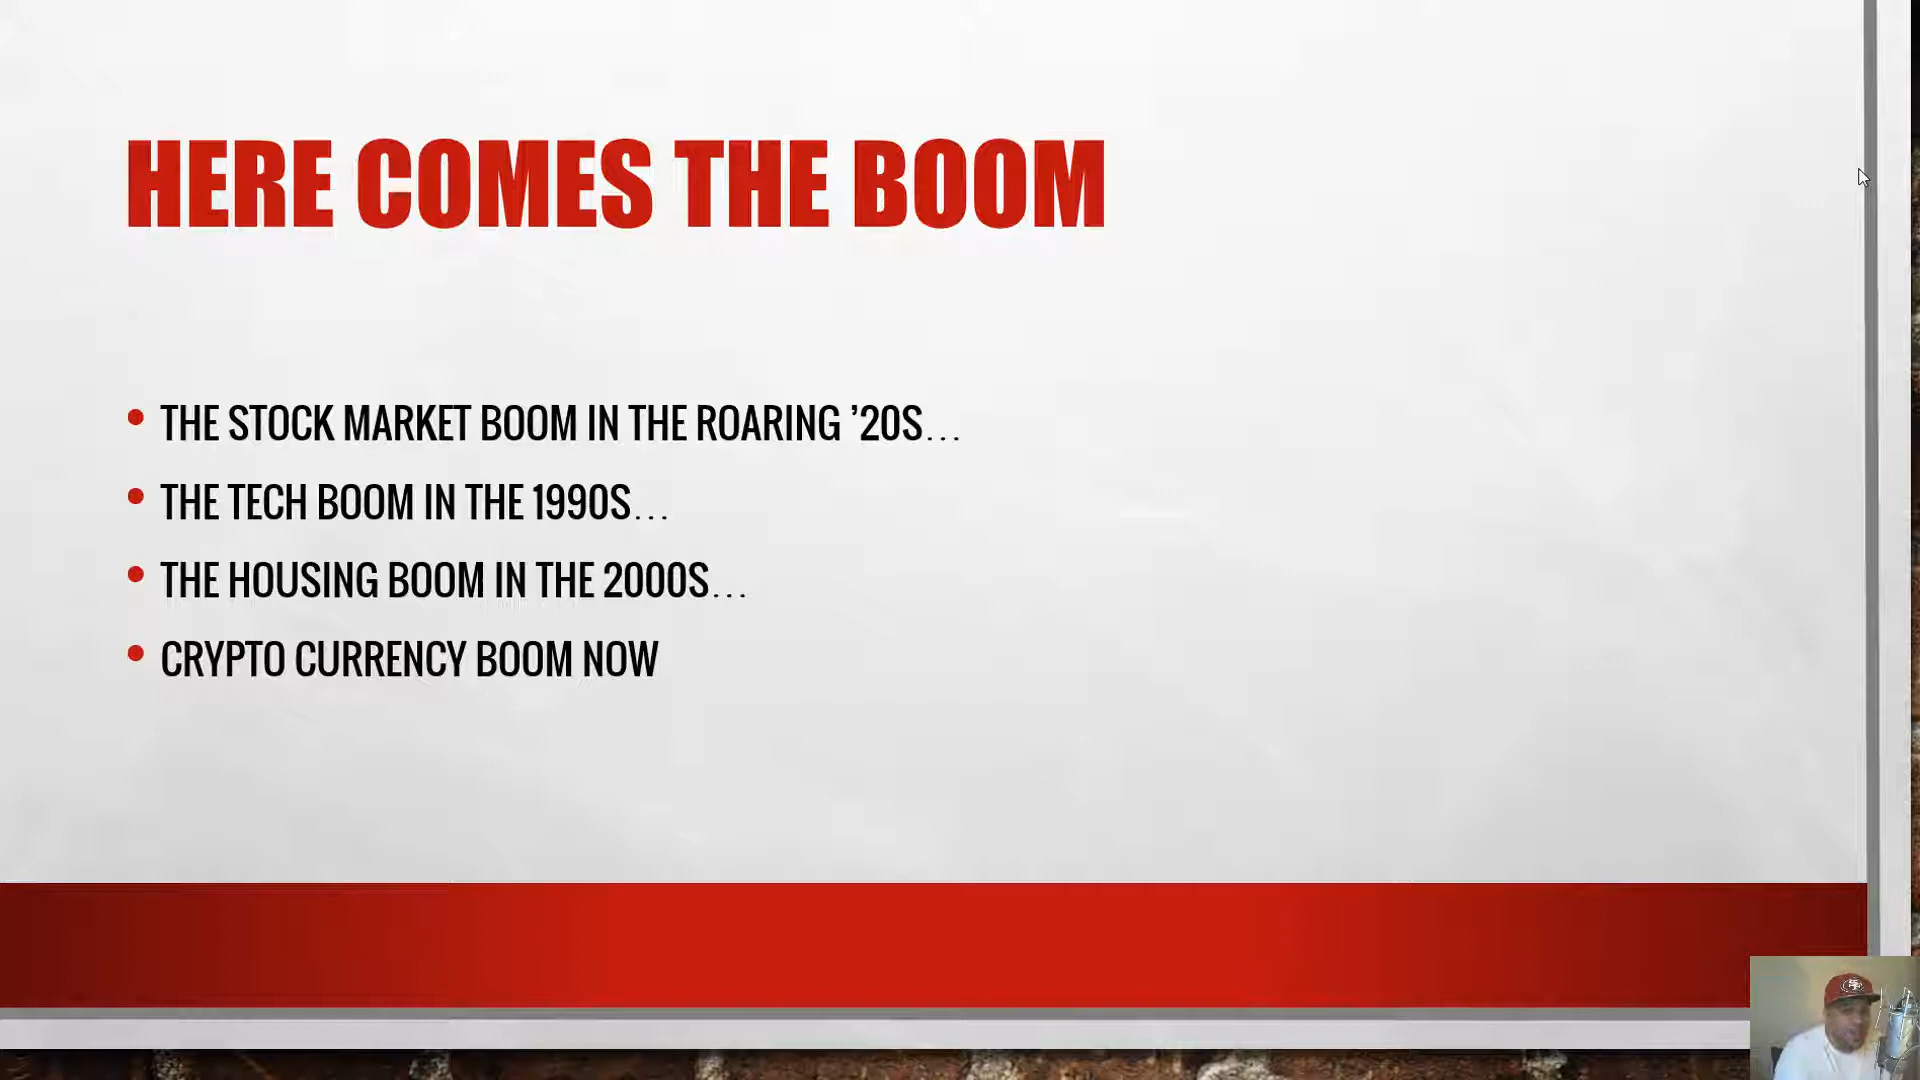 HERE COMES THE BOOM
• THE STOCK MARKET BOOM IN THE ROARING ’20S…
• THE TECH BOOM IN THE 1990S…
• THE HOUSING BOOM IN THE 2000S…
• CRYPTO CURRENCY BOOM NOW
SF